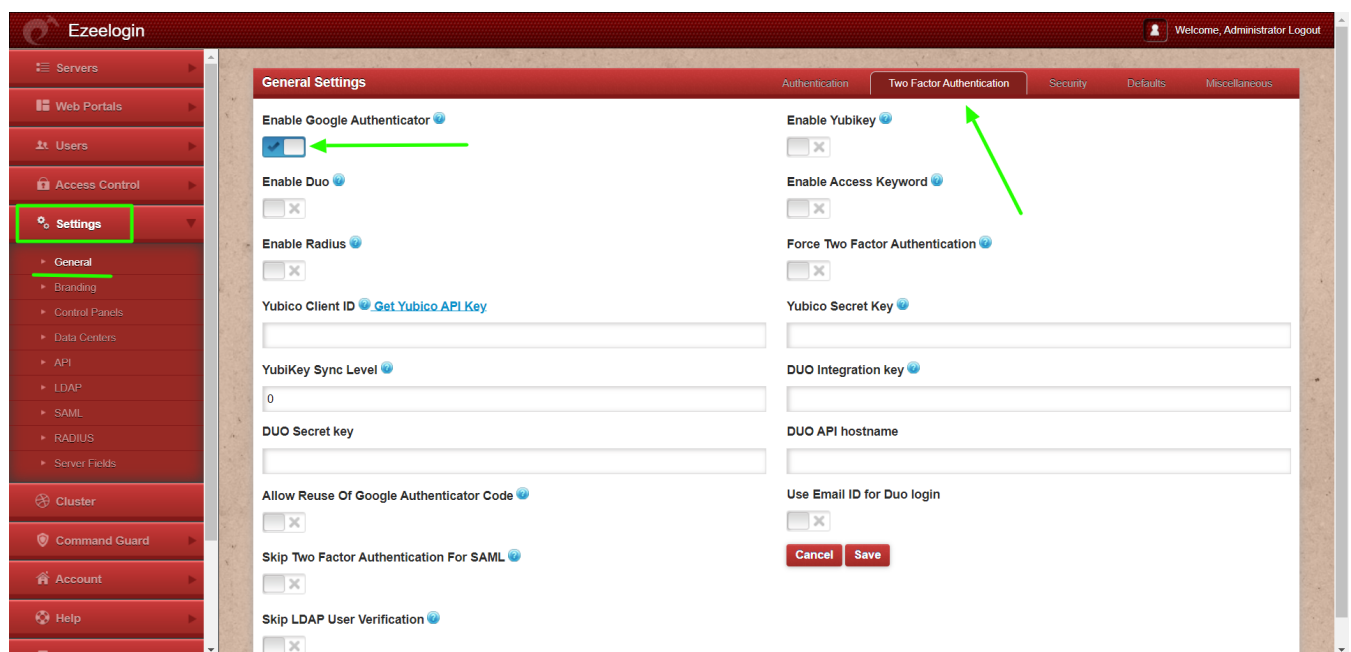 Ezeelogin
Welcome, Administrator Logout
Servers
Web Portals
Users
Access Control
Settings
General
Branding
Control Panels
Data Centers
API
LDAP
SAML
RADIUS
Server Fields
Cluster
Command Guard
Account
Help
General Settings
Authentication
Two Factor Authentication
Security
Defaults
Miscellaneous
Enable Google Authenticator
Enable Yubikey
Enable Duo
Enable Access Keyword
Enable Radius
Force Two Factor Authentication
Yubico Client ID Get Yubico API Key
Yubico Secret Key
YubiKey Sync Level
DUO Integration key
0
DUO Secret key
DUO API hostname
Allow Reuse Of Google Authenticator Code
Use Email ID for Duo login
Skip Two Factor Authentication For SAML
Cancel Save
Skip LDAP User Verification